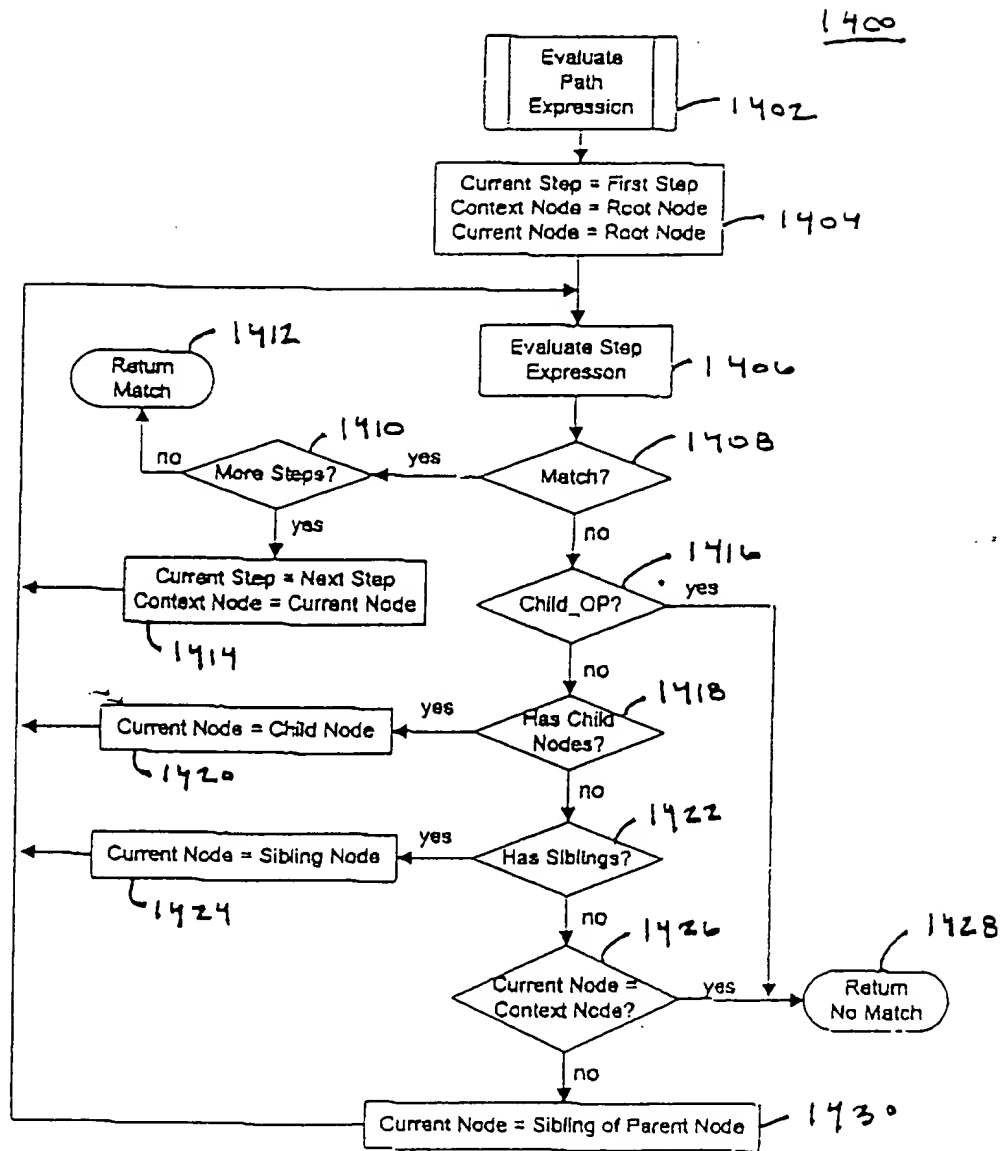 1400
Evaluate
Path
Expression
1402
Current Step = First Step
Context Node = Root Node
Current Node = Root Node
1404
1412
Return
Match
Evaluate Step
Expresson
1406
1410
1408
no
More Steps?
yes
Match?
yes
no
1416
Current Step = Next Step
Context Node = Current Node
Child_OP?
yes
1414
no
1418
Current Node = Child Node
yes
Has Child
Nodes?
1420
no
1422
Current Node = Sibling Node
yes
Has Siblings?
1424
no
1426
1428
Current Node =
Context Node?
yes
Return
No Match
no
Current Node = Sibling of Parent Node
1430